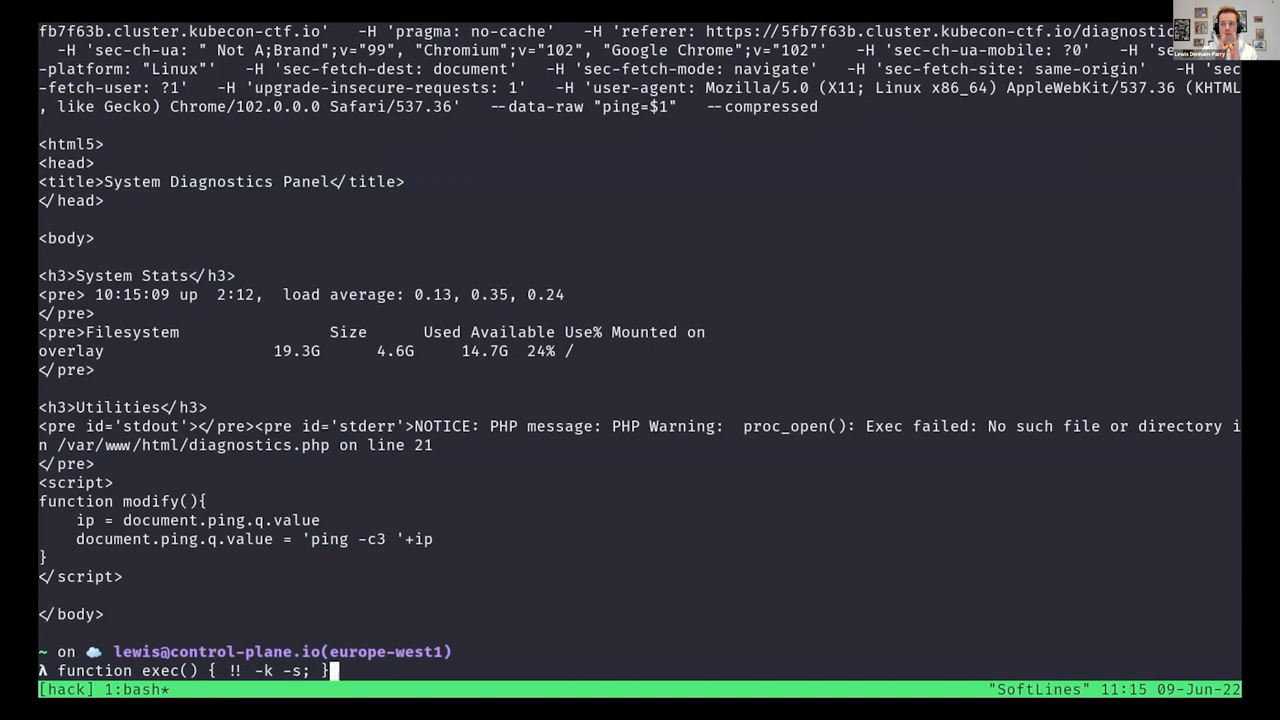 fb7f63b.cluster.kubecon-ctf.io'   -H 'pragma: no-cache'   -H 'referer: https://5fbf7f63b.cluster.kubecon-ctf.io/diagnostic
  -H 'sec-ch-ua: " Not A;Brand";v="99", "Chromium";v="102", "Google Chrome";v="102"'   -H 'sec-ch-ua-mobile: ?0'   -H 'sec
-platform: "Linux"'   -H 'sec-fetch-dest: document'   -H 'sec-fetch-mode: navigate'   -H 'sec-fetch-site: same-origin'   -H 'sec
-fetch-user: ?1'   -H 'upgrade-insecure-requests: 1'   -H 'user-agent: Mozilla/5.0 (X11; Linux x86_64) AppleWebKit/537.36 (KHTML
, like Gecko) Chrome/102.0.0.0 Safari/537.36'   --data-raw "ping=$1"   --compressed
<html5>
<head>
<title>System Diagnostics Panel</title>
</head>
<body>
<h3>System Stats</h3>
<pre> 10:15:09 up  2:12,  load average: 0.13, 0.35, 0.24
</pre>
<pre>Filesystem                Size      Used Available Use% Mounted on
overlay                  19.3G      4.6G     14.7G  24% /
</pre>
<h3>Utilities</h3>
<pre id='stdout'></pre><pre id='stderr'>NOTICE: PHP message: PHP Warning:  proc_open(): Exec failed: No such file or directory i
n /var/www/html/diagnostics.php on line 21
</pre>
<script>
function modify(){
    ip = document.ping.q.value
    document.ping.q.value = 'ping -c3 '+ip
}
</script>
</body>
~ on ☁️  lewis@control-plane.io(europe-west1)
λ function exec() { !! -k -s; }
[hack] 1:bash*                                                                                       "SoftLines" 11:15 09-Jun-22
Lewis Denham-Parry